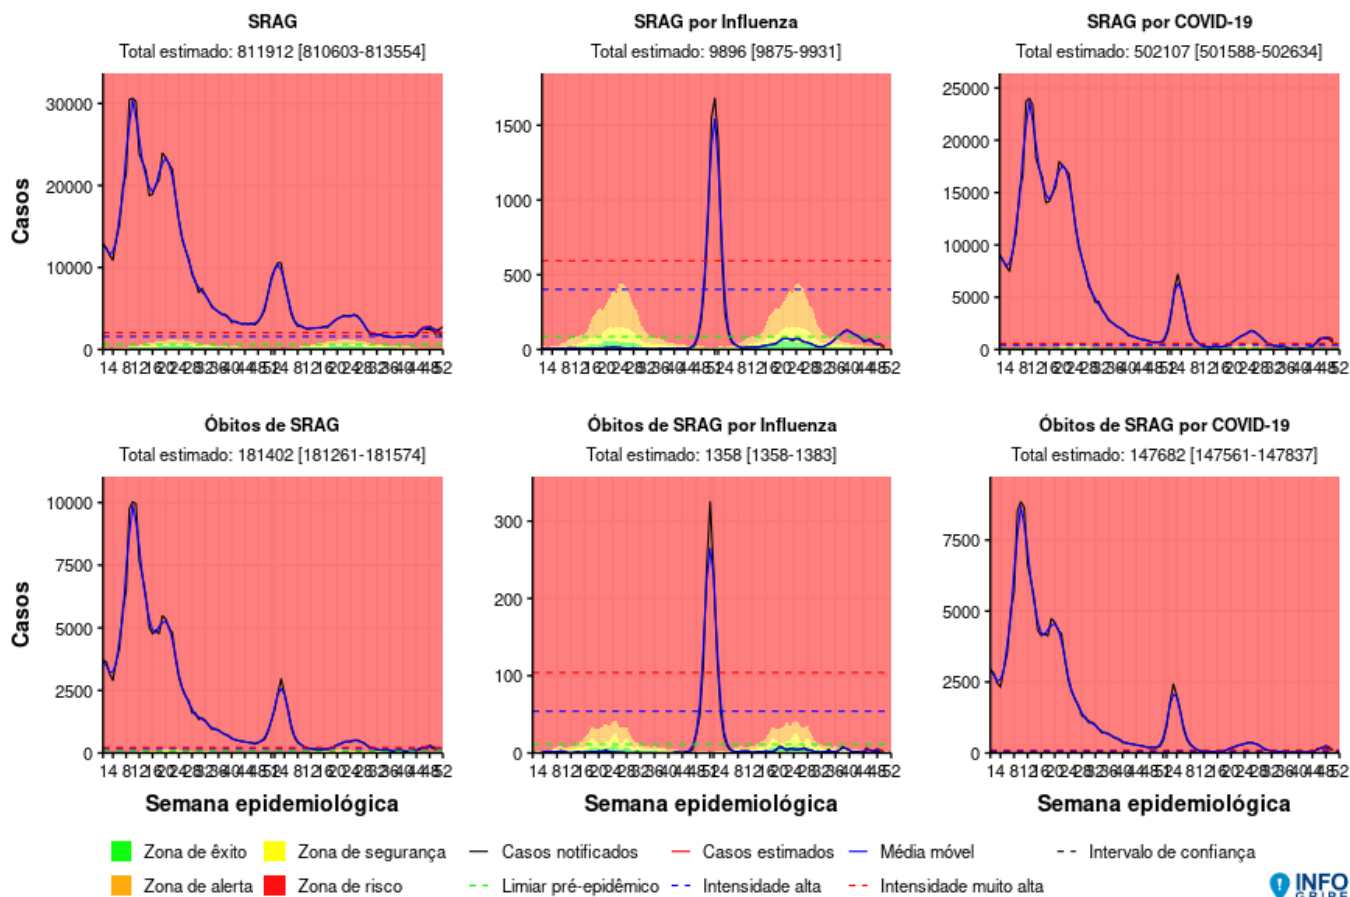 SRAG
Total estimado: 811912 [810603-813554]
SRAG por Influenza
Total estimado: 9896 [9875-9931]
SRAG por COVID-19
Total estimado: 502107 [501588-502634]
Casos
30000
20000
10000
0
1500
1000
500
0
25000
20000
15000
10000
5000
0
Óbitos de SRAG
Total estimado: 181402 [181261-181574]
Óbitos de SRAG por Influenza
Total estimado: 1358 [1358-1383]
Óbitos de SRAG por COVID-19
Total estimado: 147682 [147561-147837]
Casos
10000
7500
5000
2500
0
300
200
100
0
7500
5000
2500
0
Semana epidemiológica
Semana epidemiológica
Semana epidemiológica
Zona de êxito
Zona de segurança
Casos notificados
Casos estimados
Média móvel
Intervalo de confiança
Zona de alerta
Zona de risco
Limiar pré-epidêmico
Intensidade alta
Intensidade muito alta
INFO
GRIPE